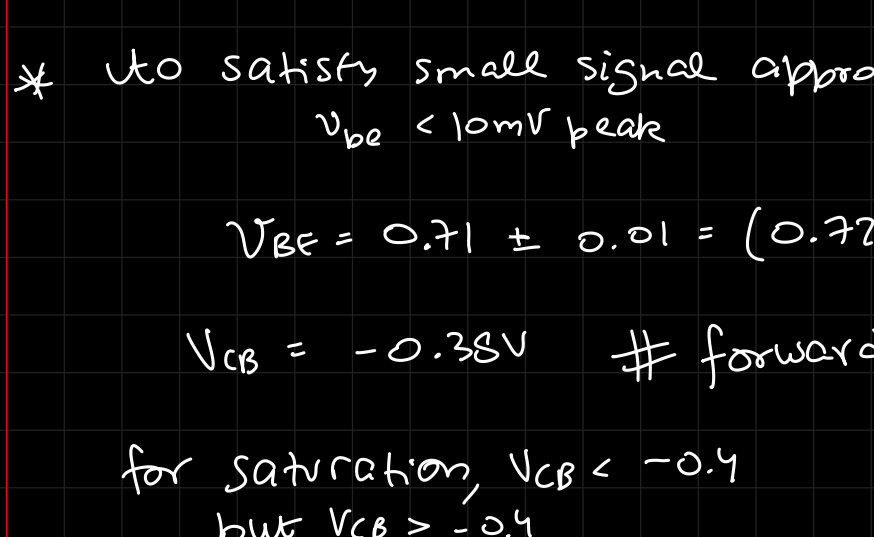 * to satisfy small signal appro
v_be < 10mV peak
V_BE = 0.71 ± 0.01 = (0.72
V_CB = -0.38V # forward
for saturation, V_CB < -0.4
but V_CB > -0.4